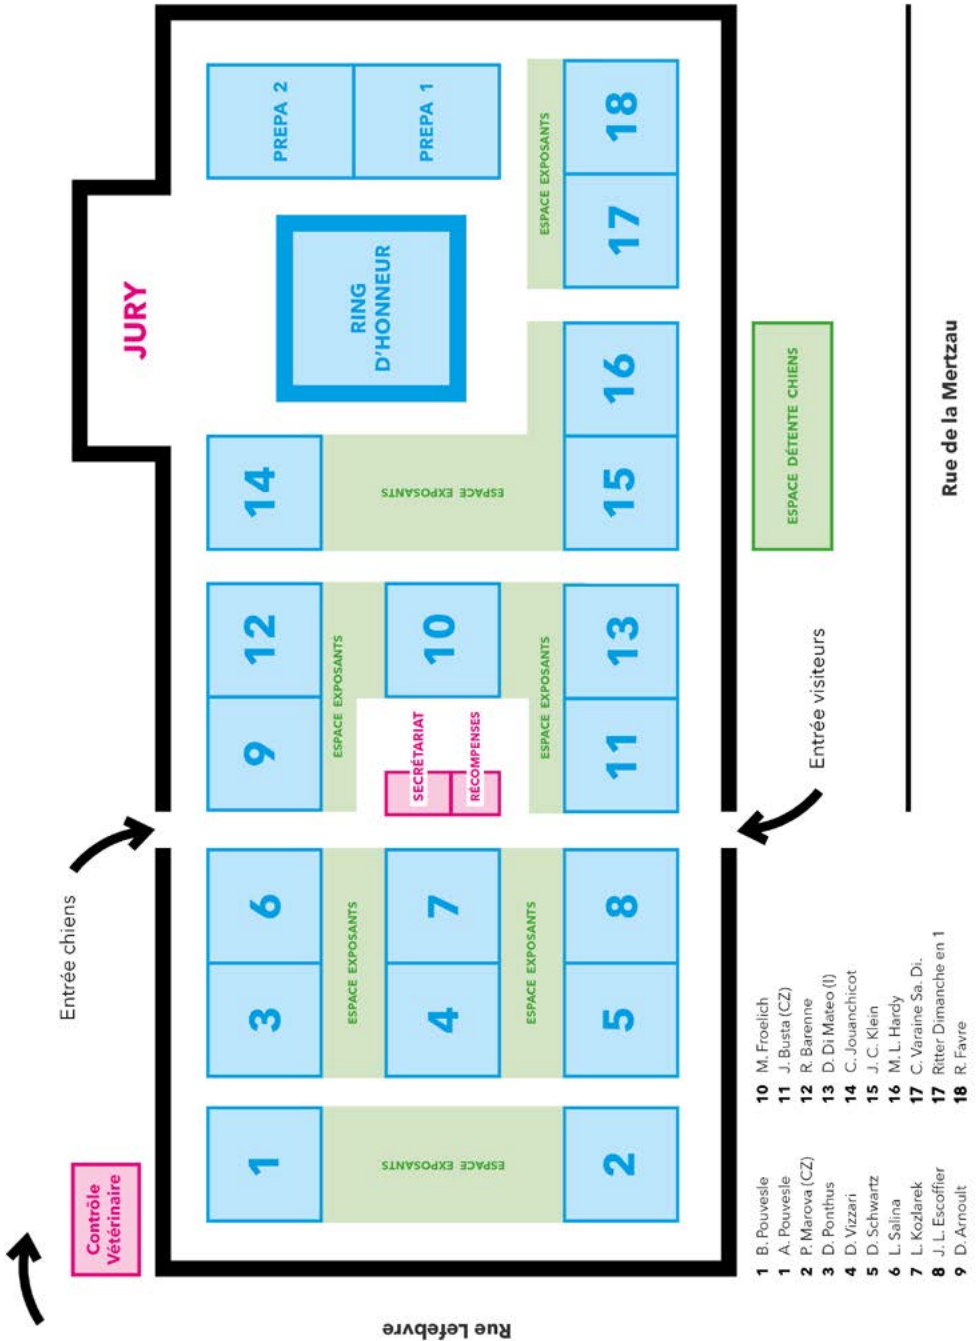 Rue Lefebvre
Contrôle
Vétérinaire
Entrée chiens
JURY
1
3
6
9
12
14
PREPA 2
PREPA 1
RING
D'HONNEUR
ESPACE EXPOSANTS
ESPACE EXPOSANTS
ESPACE EXPOSANTS
ESPACE EXPOSANTS
4
7
SECRÉTARIAT
RÉCOMPENSES
10
ESPACE EXPOSANTS
ESPACE EXPOSANTS
ESPACE EXPOSANTS
2
5
8
11
13
15
16
17
18
Entrée visiteurs
ESPACE DÉTENTE CHIENS
Rue de la Mertzau
1 B. Pouvesle
1 A. Pouvesle
2 P. Marova (CZ)
3 D. Ponthus
4 D. Vizzari
5 D. Schwartz
6 L. Salina
7 L. Kozlarek
8 J. L. Escoffier
9 D. Arnoult
10 M. Froelich
11 J. Busta (CZ)
12 R. Barenne
13 D. Di Mateo (I)
14 C. Jouanchicot
15 J. C. Klein
16 M. L. Hardy
17 C. Varaine Sa. Di.
17 Ritter Dimanche en 1
18 R. Favre